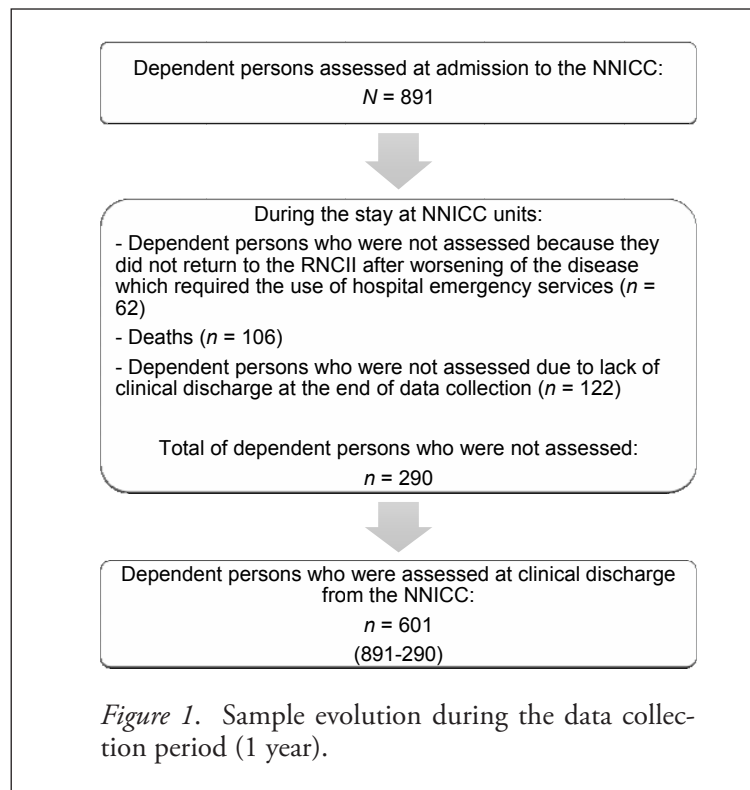 Dependent persons assessed at admission to the NNICC:
N = 891
During the stay at NNICC units:
- Dependent persons who were not assessed because they
did not return to the RNCII after worsening of the disease
which required the use of hospital emergency services (n =
62)
- Deaths (n = 106)
- Dependent persons who were not assessed due to lack of
clinical discharge at the end of data collection (n = 122)
Total of dependent persons who were not assessed:
n = 290
Dependent persons who were assessed at clinical discharge
from the NNICC:
n = 601
(891-290)
Figure 1. Sample evolution during the data collec-
tion period (1 year).